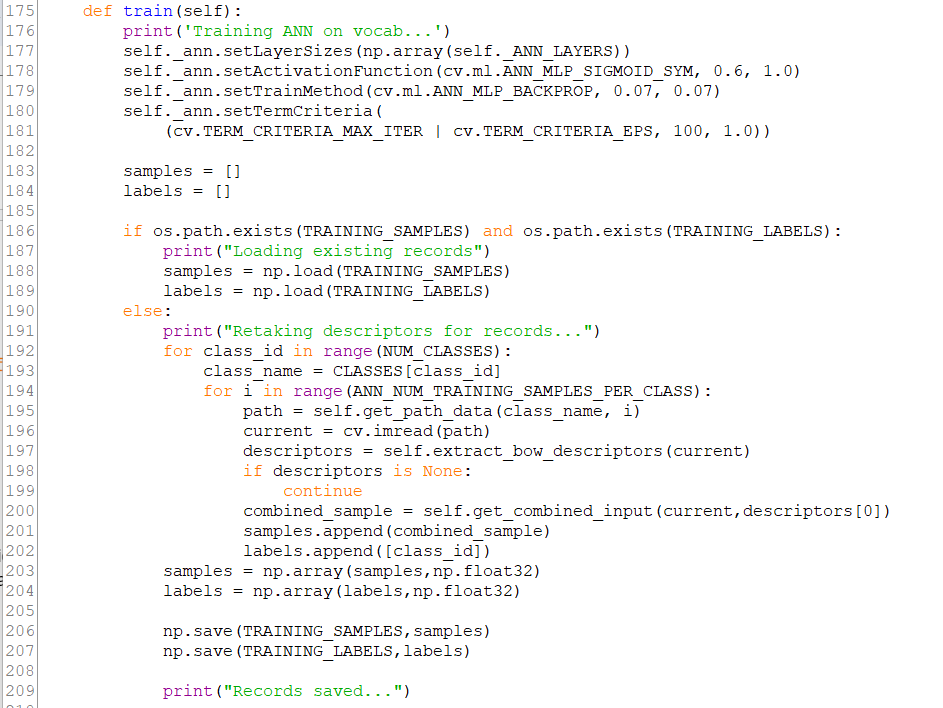 175     def train(self):
176         print('Training ANN on vocab...')
177         self._ann.setLayerSizes(np.array(self._ANN_LAYERS))
178         self._ann.setActivationFunction(cv.ml.ANN_MLP_SIGMOID_SYM, 0.6, 1.0)
179         self._ann.setTrainMethod(cv.ml.ANN_MLP_BACKPROP, 0.07, 0.07)
180         self._ann.setTermCriteria(
181             (cv.TERM_CRITERIA_MAX_ITER | cv.TERM_CRITERIA_EPS, 100, 1.0))
182
183         samples = []
184         labels = []
185
186         if os.path.exists(TRAINING_SAMPLES) and os.path.exists(TRAINING_LABELS):
187             print("Loading existing records")
188             samples = np.load(TRAINING_SAMPLES)
189             labels = np.load(TRAINING_LABELS)
190         else:
191             print("Retaking descriptors for records...")
192             for class_id in range(NUM_CLASSES):
193                 class_name = CLASSES[class_id]
194                 for i in range(ANN_NUM_TRAINING_SAMPLES_PER_CLASS):
195                     path = self.get_path_data(class_name, i)
196                     current = cv.imread(path)
197                     descriptors = self.extract_bow_descriptors(current)
198                     if descriptors is None:
199                         continue
200                     combined_sample = self.get_combined_input(current,descriptors[0])
201                     samples.append(combined_sample)
202                     labels.append([class_id])
203             samples = np.array(samples,np.float32)
204             labels = np.array(labels,np.float32)
205
206             np.save(TRAINING_SAMPLES,samples)
207             np.save(TRAINING_LABELS,labels)
208
209             print("Records saved...")